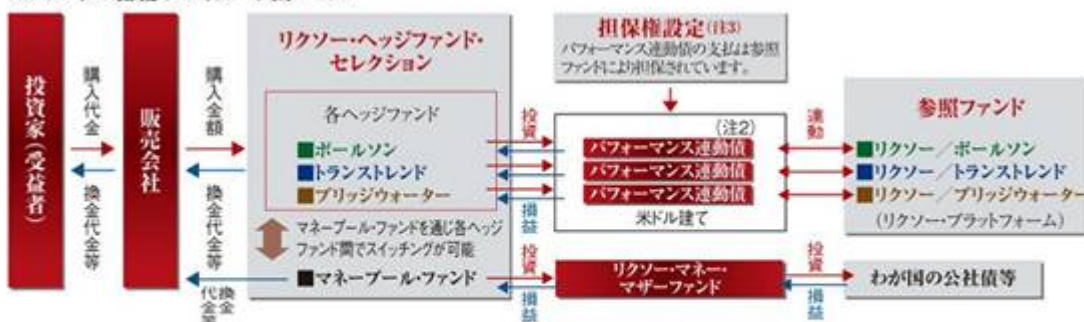 投資家(受益者)
購入代金
換金代金等
販売会社
購入金額
換金代金等
換金
代金等
リクソー・ヘッジファンド・
セレクション
各ヘッジファンド
■ポールソン
■トランストレンド
■ブリッジウォーター
マネープール・ファンドを通じ各ヘッジ
ファンド間でスイッチングが可能
■マネープール・ファンド
投資
損益
担保権設定(注3)
パフォーマンス連動債の支払は参照
ファンドにより担保されています。
(注2)
パフォーマンス連動債
パフォーマンス連動債
パフォーマンス連動債
米ドル建て
連動
参照ファンド
■リクソー/ポールソン
■リクソー/トランストレンド
■リクソー/ブリッジウォーター
(リクソー・プラットフォーム)
投資
損益
リクソー・マネー・
マザーファンド
投資
損益
わが国の公社債等